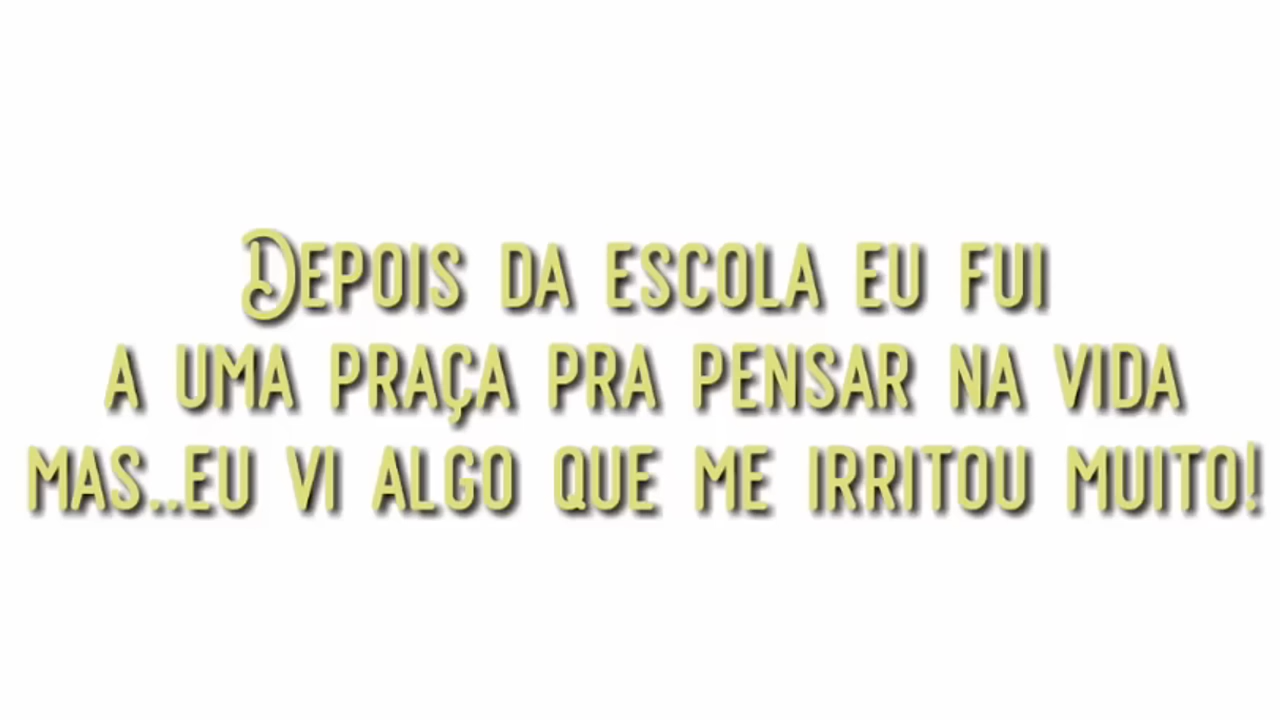 Depois da escola eu fui
a uma praça pra pensar na vida
mas..eu vi algo que me irritou muito!